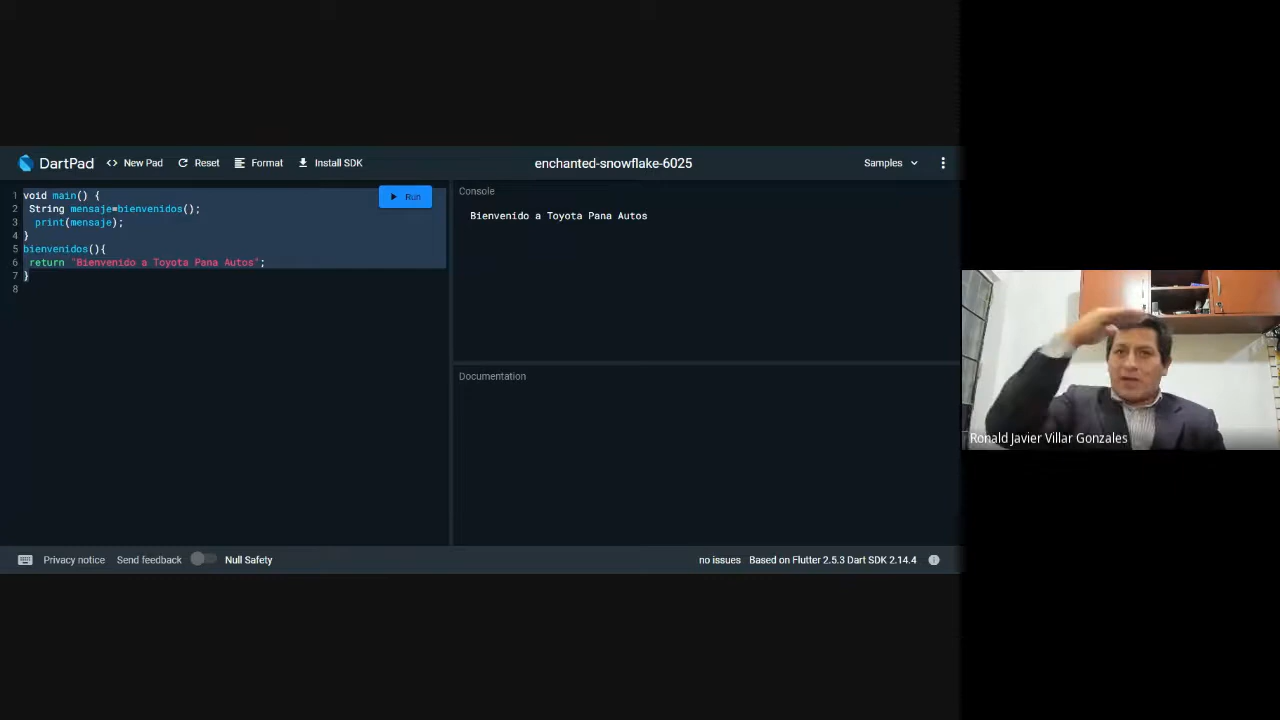 DartPad
<> New Pad
Reset
Format
Install SDK
enchanted-snowflake-6025
Samples
1 void main() {
2 String mensaje=bienvenidos();
3 print(mensaje);
4 }
5 bienvenidos(){
6 return "Bienvenido a Toyota Pana Autos";
7 }
8
Run
Console
Bienvenido a Toyota Pana Autos
Documentation
Ronald Javier Villar Gonzales
Privacy notice
Send feedback
Null Safety
no issues
Based on Flutter 2.5.3 Dart SDK 2.14.4